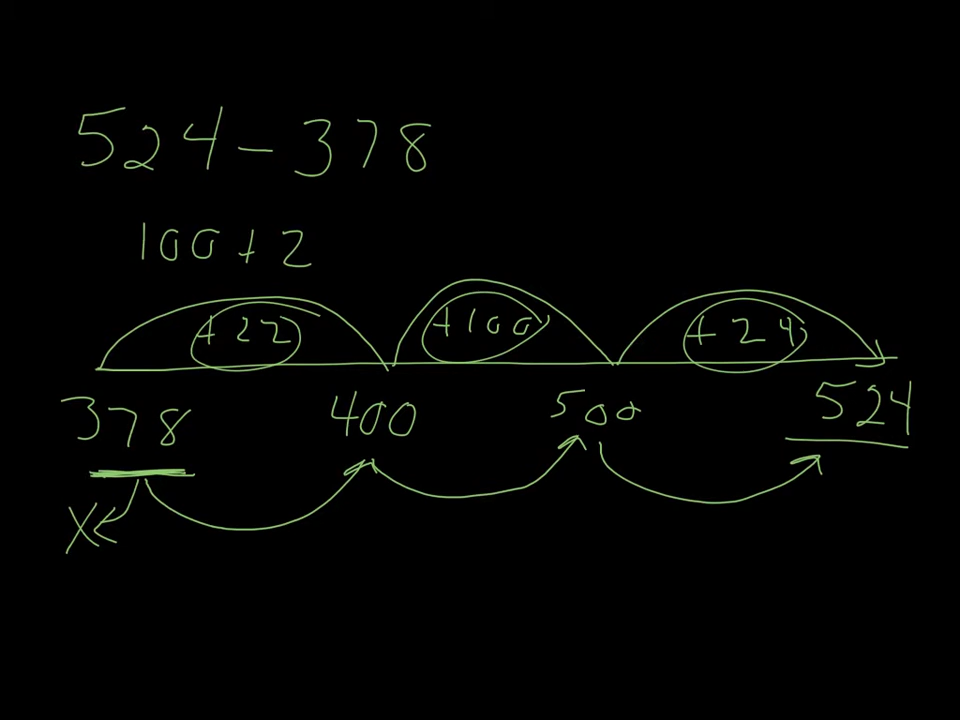 524 - 378
100 + 2
+22 +100 +24
378 400 500 524
X